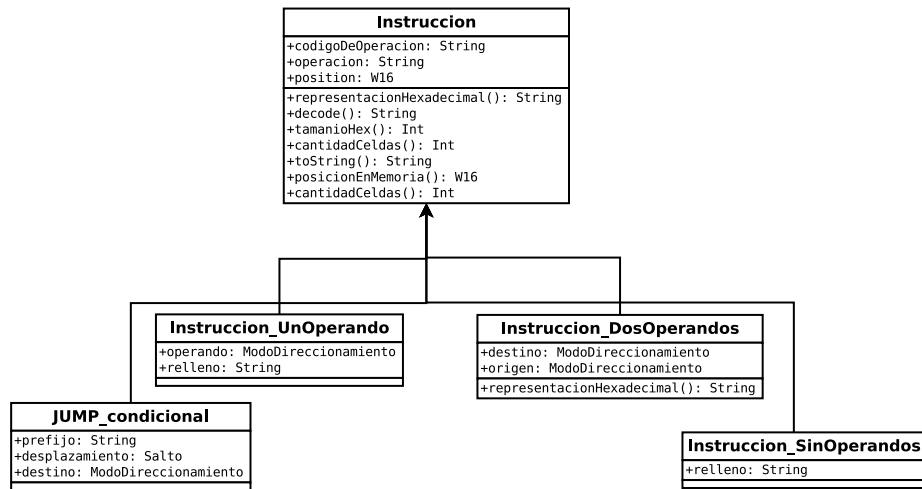 Instruccion
+codigoDeOperacion: String
+operacion: String
+position: W16
+representacionHexadecimal(): String
+decode(): String
+tamanioHex(): Int
+cantidadCeldas(): Int
+toString(): String
+posicionEnMemoria(): W16
+cantidadCeldas(): Int
Instruccion_UnOperando
+operando: ModoDireccionamiento
+relleno: String
Instruccion_DosOperandos
+destino: ModoDireccionamiento
+origen: ModoDireccionamiento
+representacionHexadecimal(): String
JUMP_condicional
+prefijo: String
+desplazamiento: Salto
+destino: ModoDireccionamiento
Instruccion_SinOperandos
+relleno: String